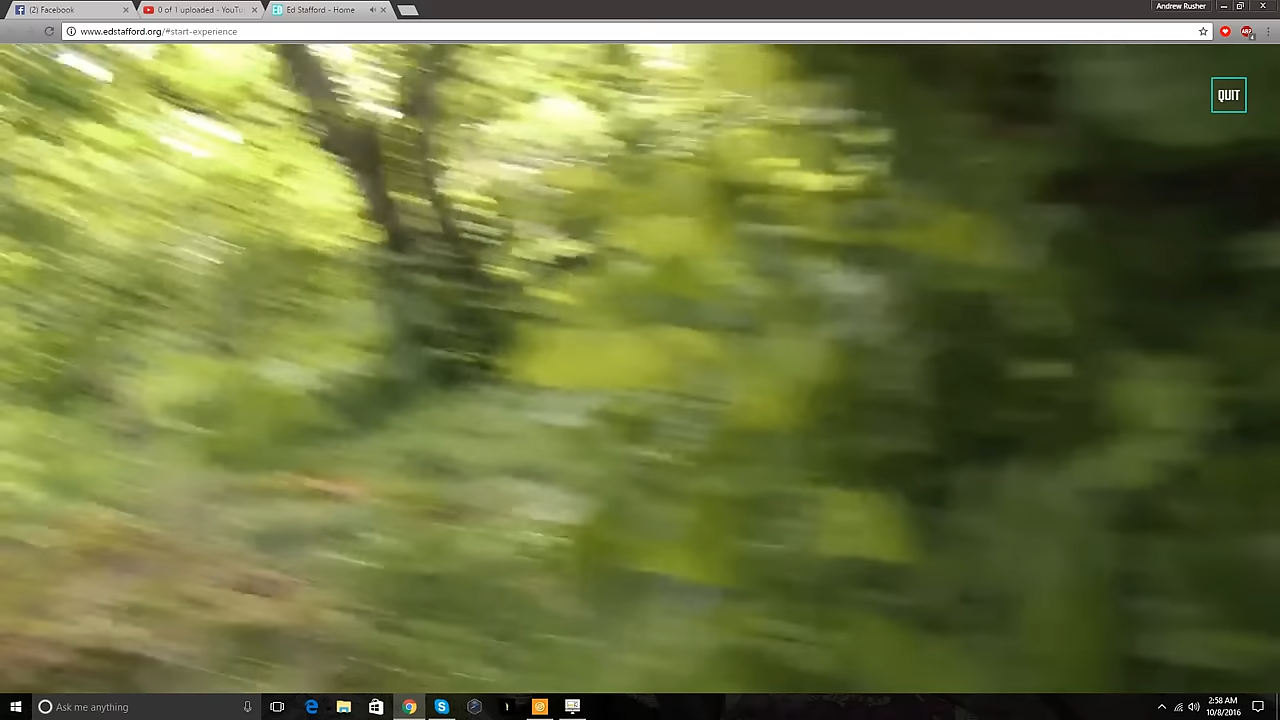 Andrew Rusher
(2) Facebook
0 of 1 uploaded - YouTu
Ed Stafford - Home
www.edstafford.org/#start-experience
ABP
QUIT
Ask me anything
2:58 AM
10/8/2016